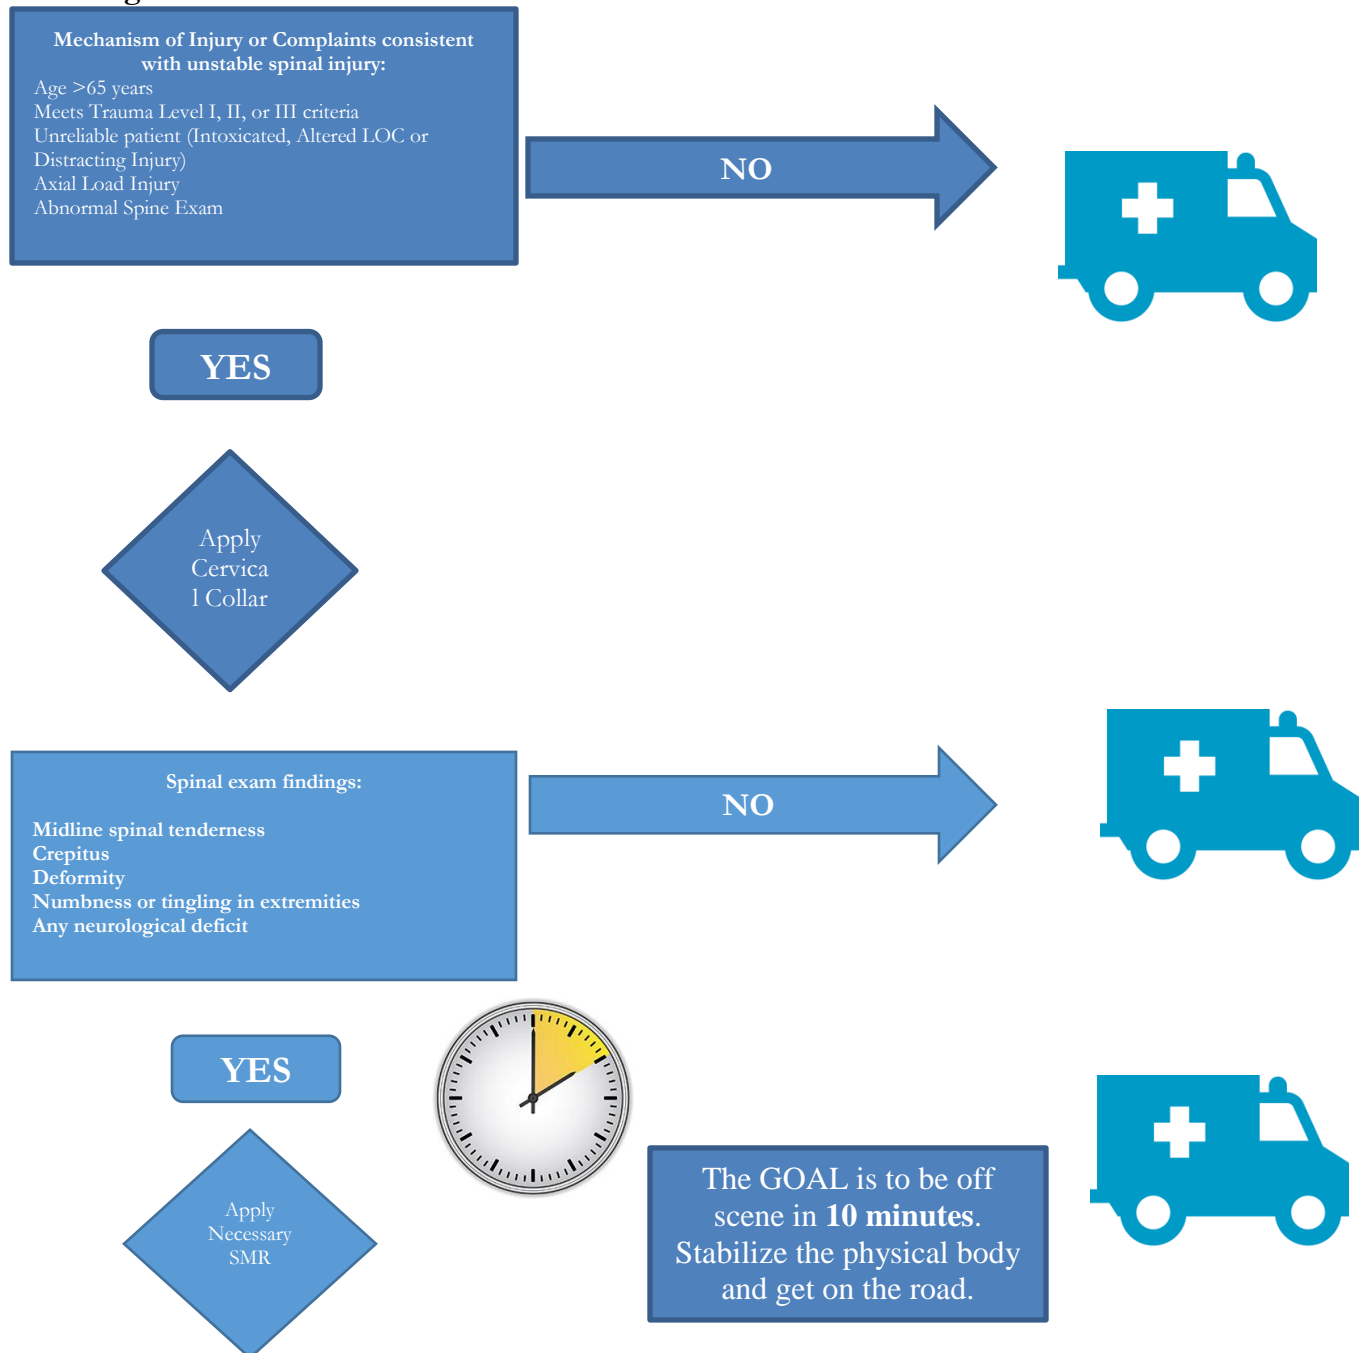 Mechanism of Injury or Complaints consistent
with unstable spinal injury:
Age >65 years
Meets Trauma Level I, II, or III criteria
Unreliable patient (Intoxicated, Altered LOC or
Distracting Injury)
Axial Load Injury
Abnormal Spine Exam
NO
YES
Apply
Cervica
l Collar
Spinal exam findings:
Midline spinal tenderness
Crepitus
Deformity
Numbness or tingling in extremities
Any neurological deficit
NO
YES
Apply
Necessary
SMR
The GOAL is to be off
scene in 10 minutes.
Stabilize the physical body
and get on the road.